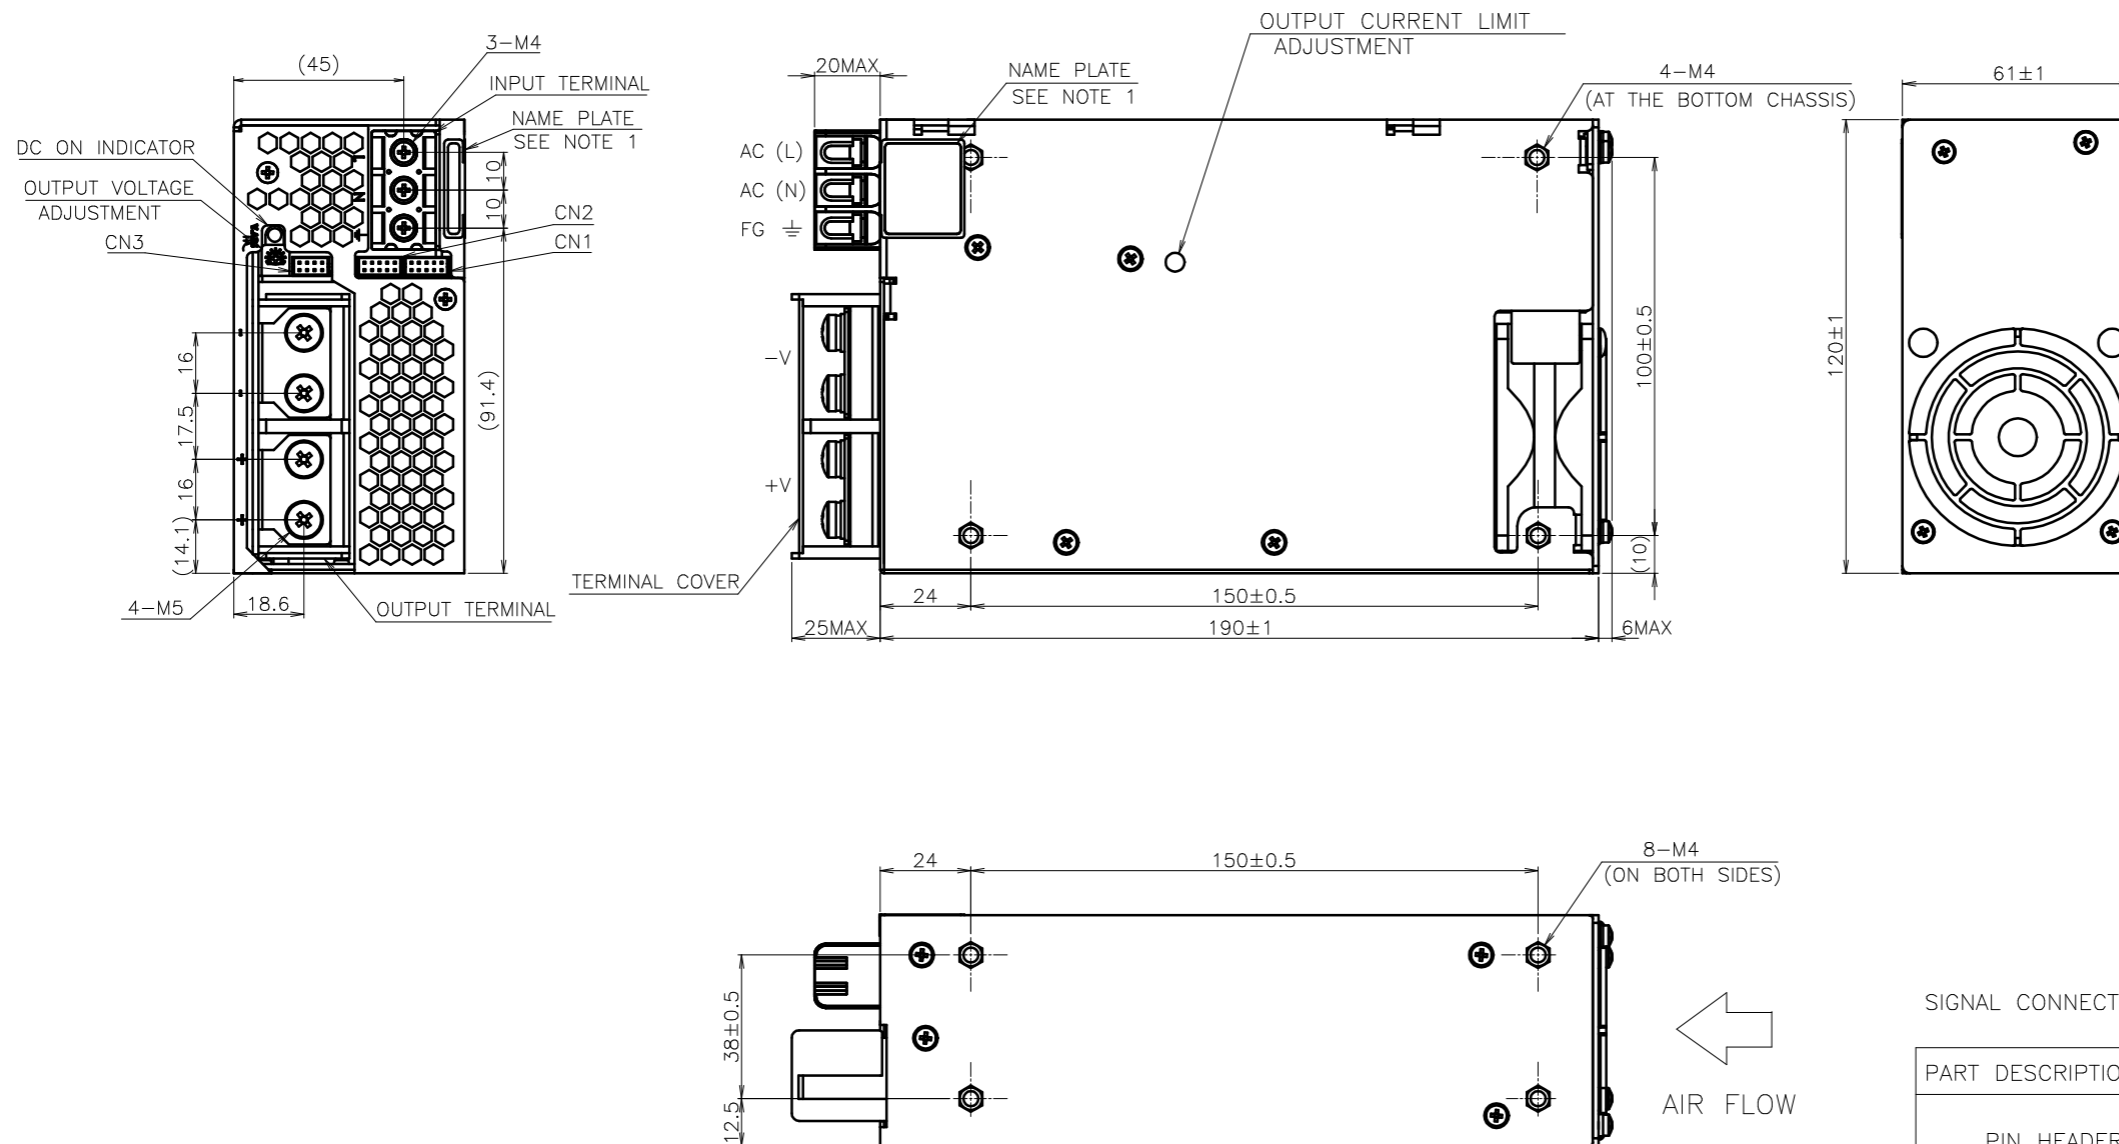 3-M4
(45)
INPUT TERMINAL
NAME PLATE
SEE NOTE 1
DC ON INDICATOR
OUTPUT VOLTAGE
ADJUSTMENT
CN3
CN2
CN1
L
N
10
10
(91.4)
-
-
+
+
16
17.5
16
(14.1)
4-M5
18.6
OUTPUT TERMINAL
OUTPUT CURRENT LIMIT
ADJUSTMENT
20MAX
NAME PLATE
SEE NOTE 1
4-M4
(AT THE BOTTOM CHASSIS)
AC (L)
AC (N)
FG
-V
+V
TERMINAL COVER
100±0.5
(10)
24
150±0.5
25MAX
190±1
6MAX
61±1
120±1
24
150±0.5
8-M4
(ON BOTH SIDES)
38±0.5
12.5
AIR FLOW
SIGNAL CONNECT
PART DESCRIPTIO
PIN HEADER